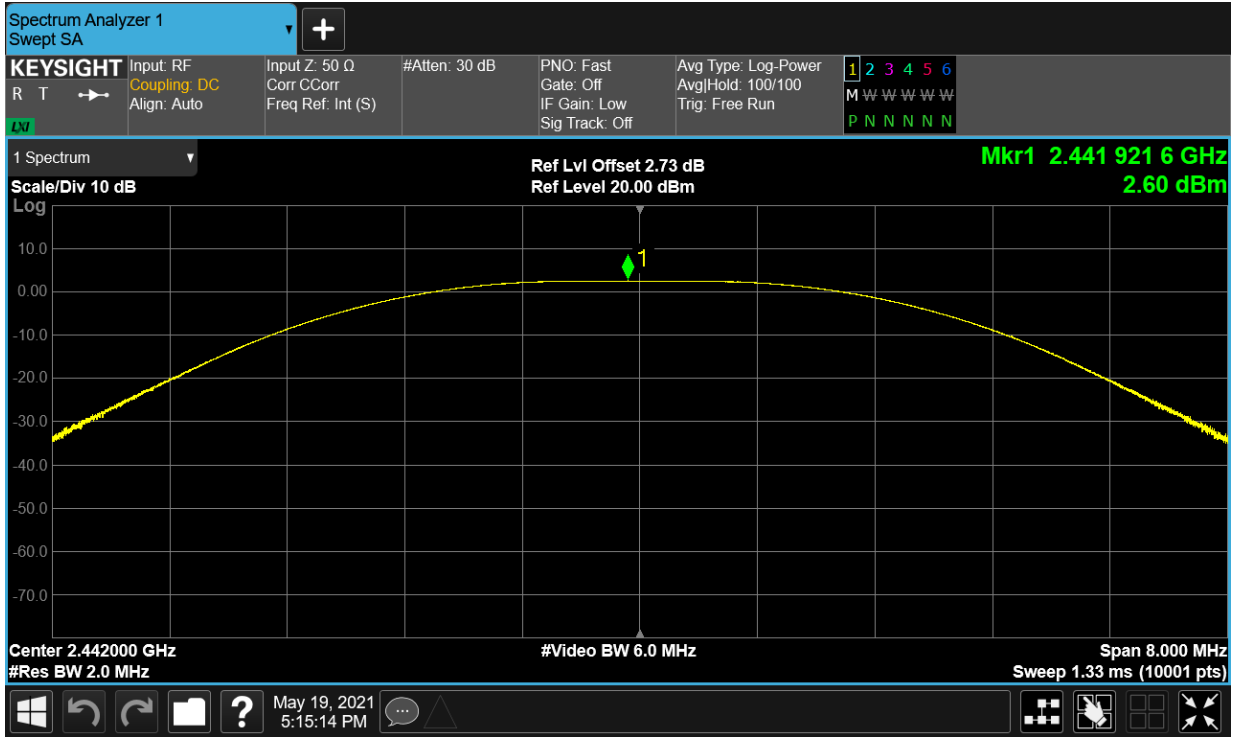 Spectrum Analyzer 1
Swept SA
▼
+
KEYSIGHT
R T
LXI
Input: RF
Coupling: DC
Align: Auto
Input Z: 50 Ω
Corr CCorr
Freq Ref: Int (S)
#Atten: 30 dB
PNO: Fast
Gate: Off
IF Gain: Low
Sig Track: Off
Avg Type: Log-Power
Avg|Hold: 100/100
Trig: Free Run
1 2 3 4 5 6
M W W W W W
P N N N N N
1 Spectrum ▼
Scale/Div 10 dB
Log
Ref Lvl Offset 2.73 dB
Ref Level 20.00 dBm
Mkr1 2.441 921 6 GHz
2.60 dBm
1
10.0
0.00
-10.0
-20.0
-30.0
-40.0
-50.0
-60.0
-70.0
Center 2.442000 GHz
#Res BW 2.0 MHz
#Video BW 6.0 MHz
Span 8.000 MHz
Sweep 1.33 ms (10001 pts)
?
May 19, 2021
5:15:14 PM